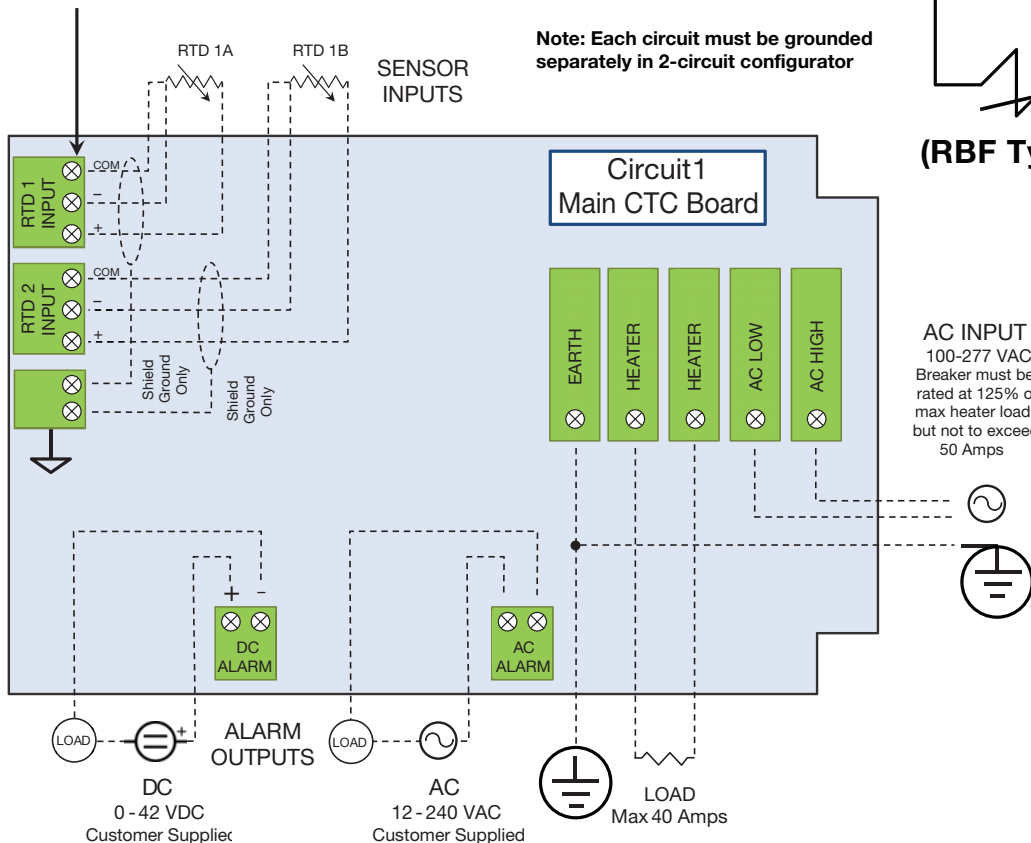 RTD 1A
RTD 1B
SENSOR
INPUTS
Note: Each circuit must be grounded
separately in 2-circuit configurator
(RBF Ty
Circuit1
Main CTC Board
RTD 1
INPUT
COM
–
+
RTD 2
INPUT
COM
–
+
Shield
Ground
Only
Shield
Ground
Only
EARTH
HEATER
HEATER
AC LOW
AC HIGH
AC INPUT
100-277 VAC
Breaker must be
rated at 125% o
max heater load
but not to exceed
50 Amps
+ –
DC
ALARM
AC
ALARM
LOAD
+
ALARM
OUTPUTS
LOAD
DC
0-42 VDC
Customer Supplied
AC
12-240 VAC
Customer Supplied
LOAD
Max 40 Amps